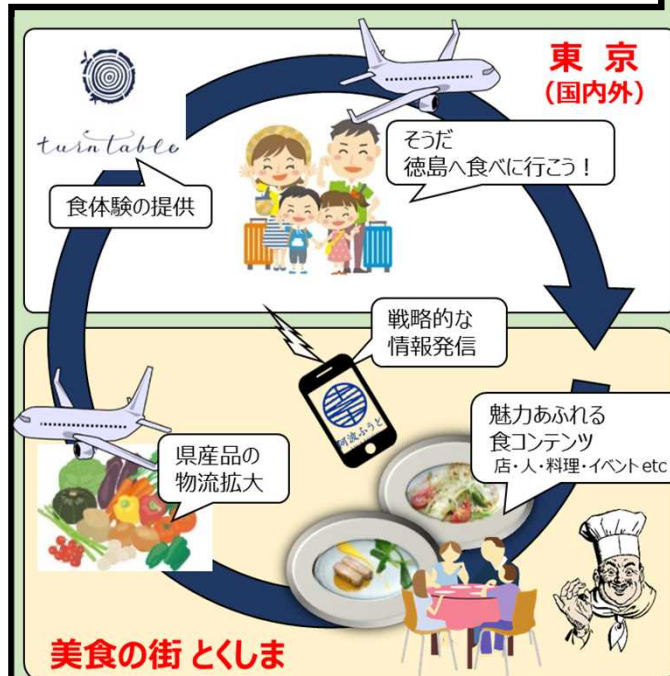 東 京
(国内外)
turntable
そうだ
徳島へ食べに行こう！
食体験の提供
戦略的な
情報発信
阿波ふうど
魅力あふれる
食コンテンツ
店・人・料理・イベント etc
県産品の
物流拡大
美食の街 とくしま